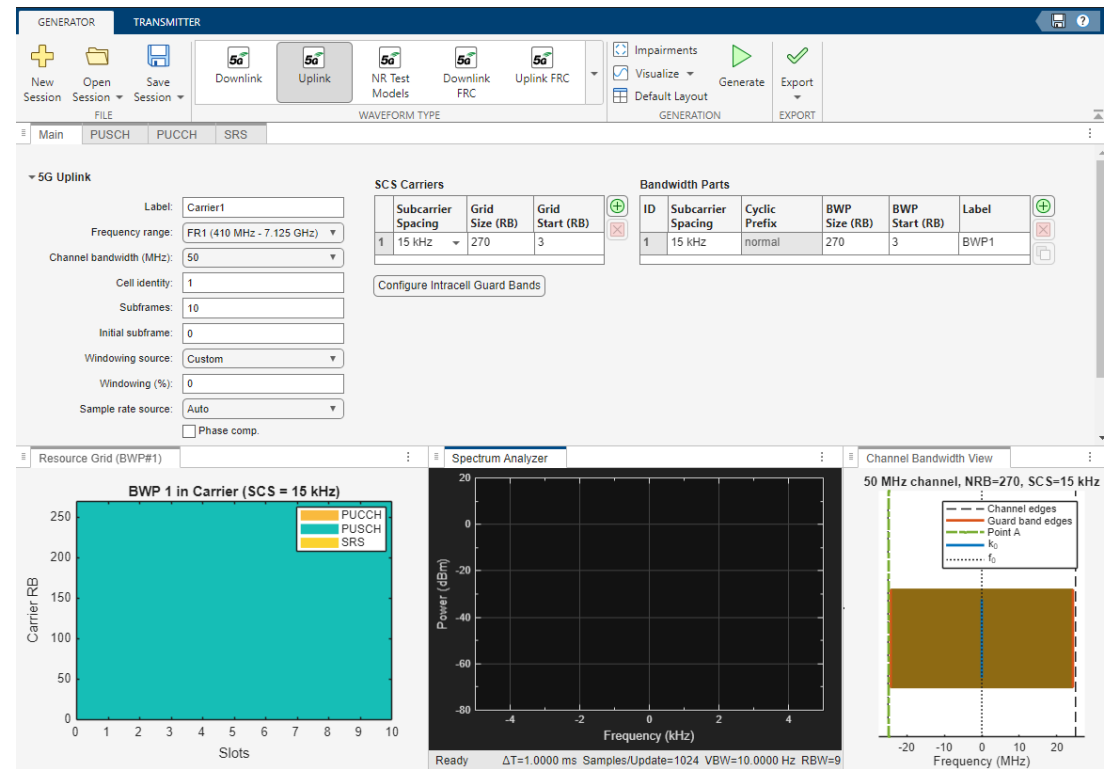 GENERATOR TRANSMITTER
?
New Session
Open Session
Save Session
FILE
5G Downlink
5G Uplink
5G NR Test Models
5G Downlink FRC
5G Uplink FRC
WAVEFORM TYPE
Impairments
Visualize
Default Layout
Generate
GENERATION
Export
EXPORT
Main PUSCH PUCCH SRS
5G Uplink
Label: Carrier1
Frequency range: FR1 (410 MHz - 7.125 GHz)
Channel bandwidth (MHz): 50
Cell identity: 1
Subframes: 10
Initial subframe: 0
Windowing source: Custom
Windowing (%): 0
Sample rate source: Auto
Phase comp.
SCS Carriers
Subcarrier Spacing Grid Size (RB) Grid Start (RB)
1 15 kHz 270 3
Configure Intracell Guard Bands
Bandwidth Parts
ID Subcarrier Spacing Cyclic Prefix BWP Size (RB) BWP Start (RB) Label
1 15 kHz normal 270 3 BWP1
Resource Grid (BWP#1)
BWP 1 in Carrier (SCS = 15 kHz)
PUCCH
PUSCH
SRS
Carrier RB
250
200
150
100
50
0
0 1 2 3 4 5 6 7 8 9 10
Slots
Spectrum Analyzer
Power (dBm)
20
0
-20
-40
-60
-80
-4 -2 0 2 4
Frequency (kHz)
Ready ΔT=1.0000 ms Samples/Update=1024 VBW=10.0000 Hz RBW=9
Channel Bandwidth View
50 MHz channel, NRB=270, SCS=15 kHz
Channel edges
Guard band edges
Point A
k0
f0
-20 -10 0 10 20
Frequency (MHz)